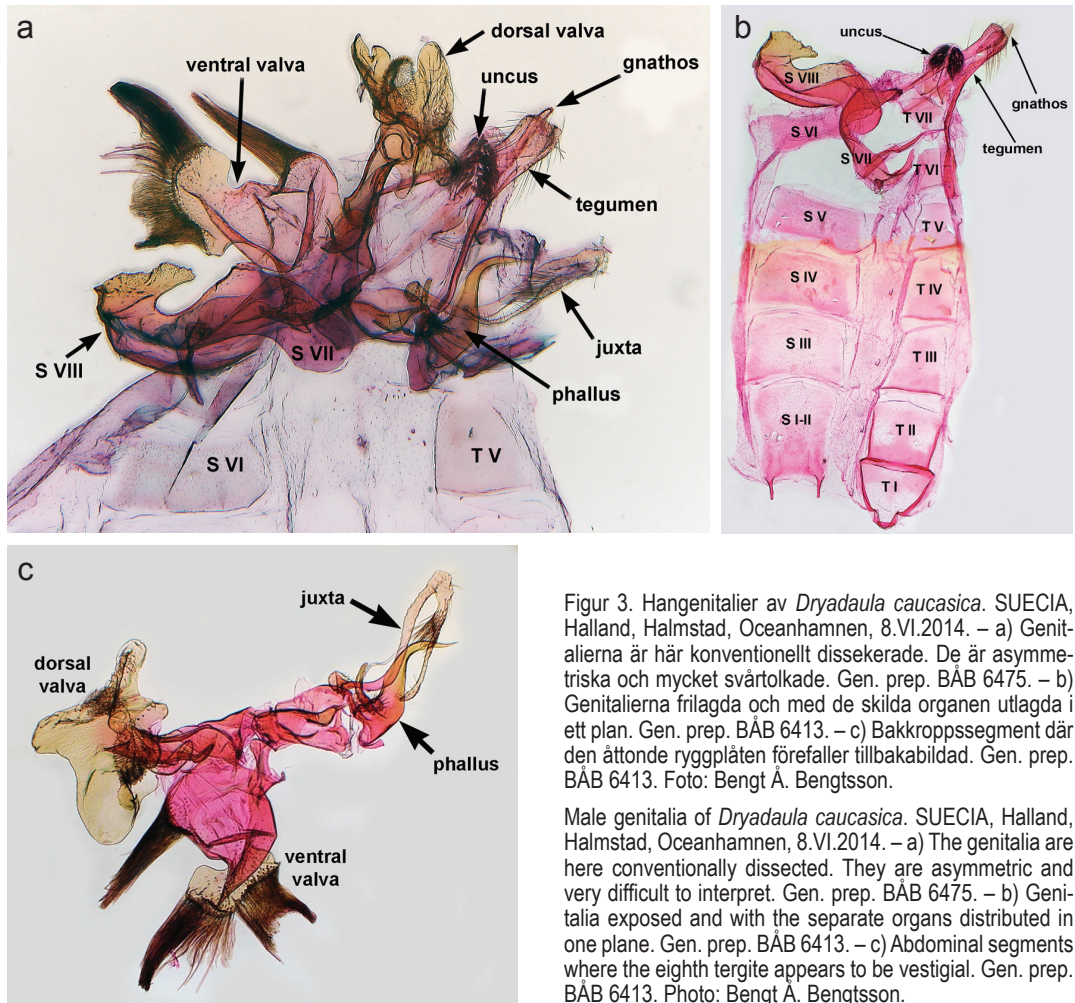 a
ventral valva
dorsal valva
uncus
gnathos
tegumen
juxta
phallus
S VIII
S VII
S VI
T V
b
uncus
S VIII
gnathos
tegumen
T VII
S VI
S VII
T VI
S V
T V
S IV
T IV
S III
T III
S I-II
T II
T I
c
juxta
dorsal
valva
phallus
ventral
valva
Figur 3. Hangenitalier av Dryadaula caucasica. SUECIA,
Halland, Halmstad, Oceanhamnen, 8.VI.2014. – a) Genit-
alierna är här konventionellt dissekerade. De är asymme-
triska och mycket svårtolkade. Gen. prep. BÅB 6475. – b)
Genitalierna frilagda och med de skilda organen utlagda i
ett plan. Gen. prep. BÅB 6413. – c) Bakkroppssegment där
den åttonde ryggplåten förefaller tillbakabildad. Gen. prep.
BÅB 6413. Foto: Bengt Å. Bengtsson.
Male genitalia of Dryadaula caucasica. SUECIA, Halland,
Halmstad, Oceanhamnen, 8.VI.2014. – a) The genitalia are
here conventionally dissected. They are asymmetric and
very difficult to interpret. Gen. prep. BÅB 6475. – b) Geni-
talia exposed and with the separate organs distributed in
one plane. Gen. prep. BÅB 6413. – c) Abdominal segments
where the eighth tergite appears to be vestigial. Gen. prep.
BÅB 6413. Photo: Bengt Å. Bengtsson.